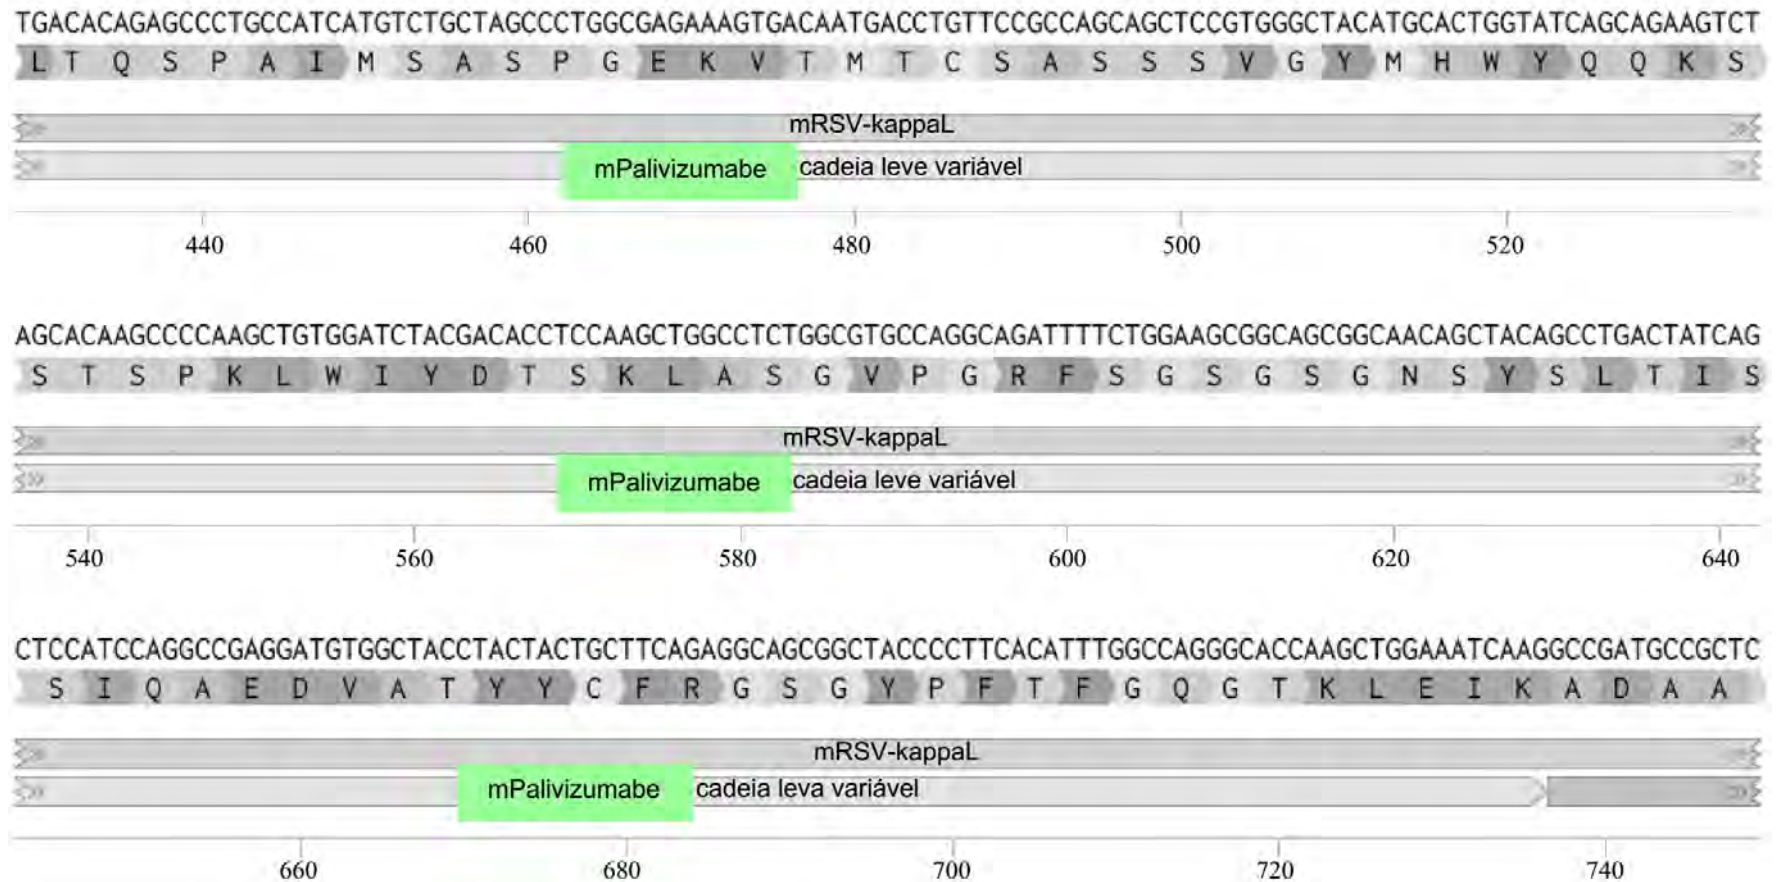 TGACACAGAGCCCTGCCATCATGTCTGCTAGCCCTGGCGAGAAAGTGACAATGACCTGTTCCGCCAGCAGCTCCGTGGGCTACATGCACTGGTATCAGCAGAAGTCT
L T Q S P A I M S A S P G E K V T M T C S A S S S V G Y M H W Y Q Q K S
mRSV-kappaL
mPalivizumabe cadeia leve variável
440 460 480 500 520
AGCACAAGCCCCAAGCTGTGGATCTACGACACCTCCAAGCTGGCCTCTGGCGTGCCAGGCAGATTTTCTGGAAGCGGCAGCGGCAACAGCTACAGCCTGACTATCAG
S T S P K L W I Y D T S K L A S G V P G R F S G S G S G N S Y S L T I S
mRSV-kappaL
mPalivizumabe cadeia leve variável
540 560 580 600 620 640
CTCCATCCAGGCCGAGGATGTGGCTACCTACTACTGCTTCAGAGGCAGCGGCTACCCCTTCACATTTGGCCAGGGCACCAAGCTGGAAATCAAGGCCGATGCCGCTC
S I Q A E D V A T Y Y C F R G S G Y P F T F G Q G T K L E I K A D A A
mRSV-kappaL
mPalivizumabe cadeia leva variável
660 680 700 720 740